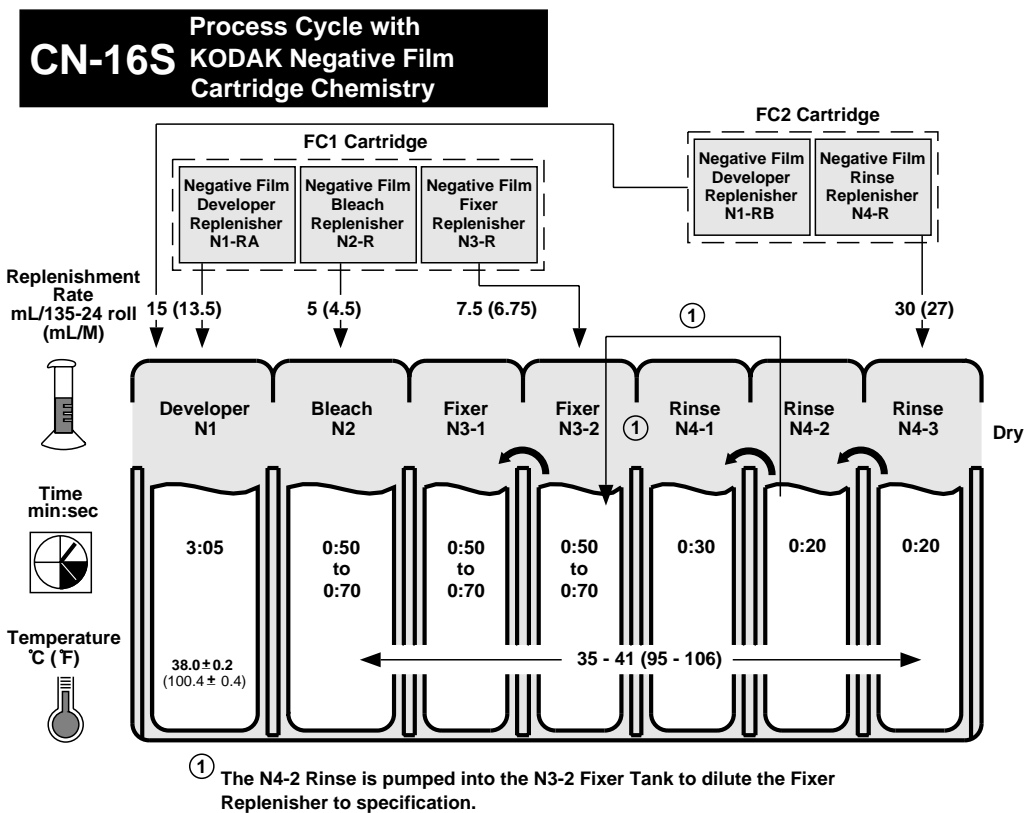 CN-16S
Process Cycle with
KODAK Negative Film
Cartridge Chemistry
FC2 Cartridge
FC1 Cartridge
Negative Film
Developer
Replenisher
N1-RA
Negative Film
Bleach
Replenisher
N2-R
Negative Film
Fixer
Replenisher
N3-R
Negative Film
Developer
Replenisher
N1-RB
Negative Film
Rinse
Replenisher
N4-R
Replenishment
Rate
mL/135-24 roll
(mL/M)
15 (13.5)
5 (4.5)
7.5 (6.75)
30 (27)
1
Developer
N1
Bleach
N2
Fixer
N3-1
Fixer
N3-2
1
Rinse
N4-1
Rinse
N4-2
Rinse
N4-3
Dry
Time
min:sec
3:05
0:50
to
0:70
0:50
to
0:70
0:50
to
0:70
0:30
0:20
0:20
Temperature
°C (°F)
38.0 ± 0.2
(100.4 ± 0.4)
35 - 41 (95 - 106)
1 The N4-2 Rinse is pumped into the N3-2 Fixer Tank to dilute the Fixer
Replenisher to specification.